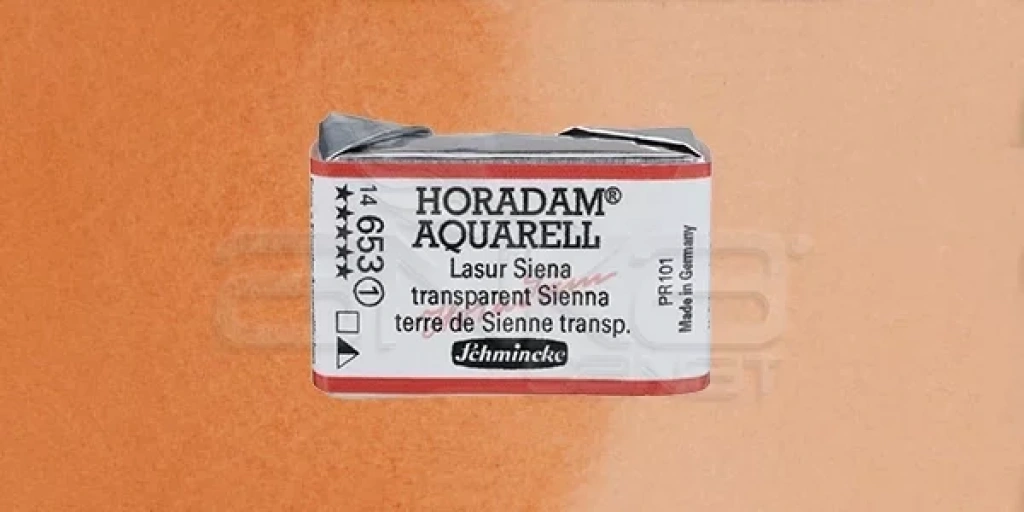 HORADAM®
AQUARELL
Lasur Siena
transparent Sienna
terre de Sienne transp.
Schmincke
14 653 1
★★★★★
PR101
Made in Germany